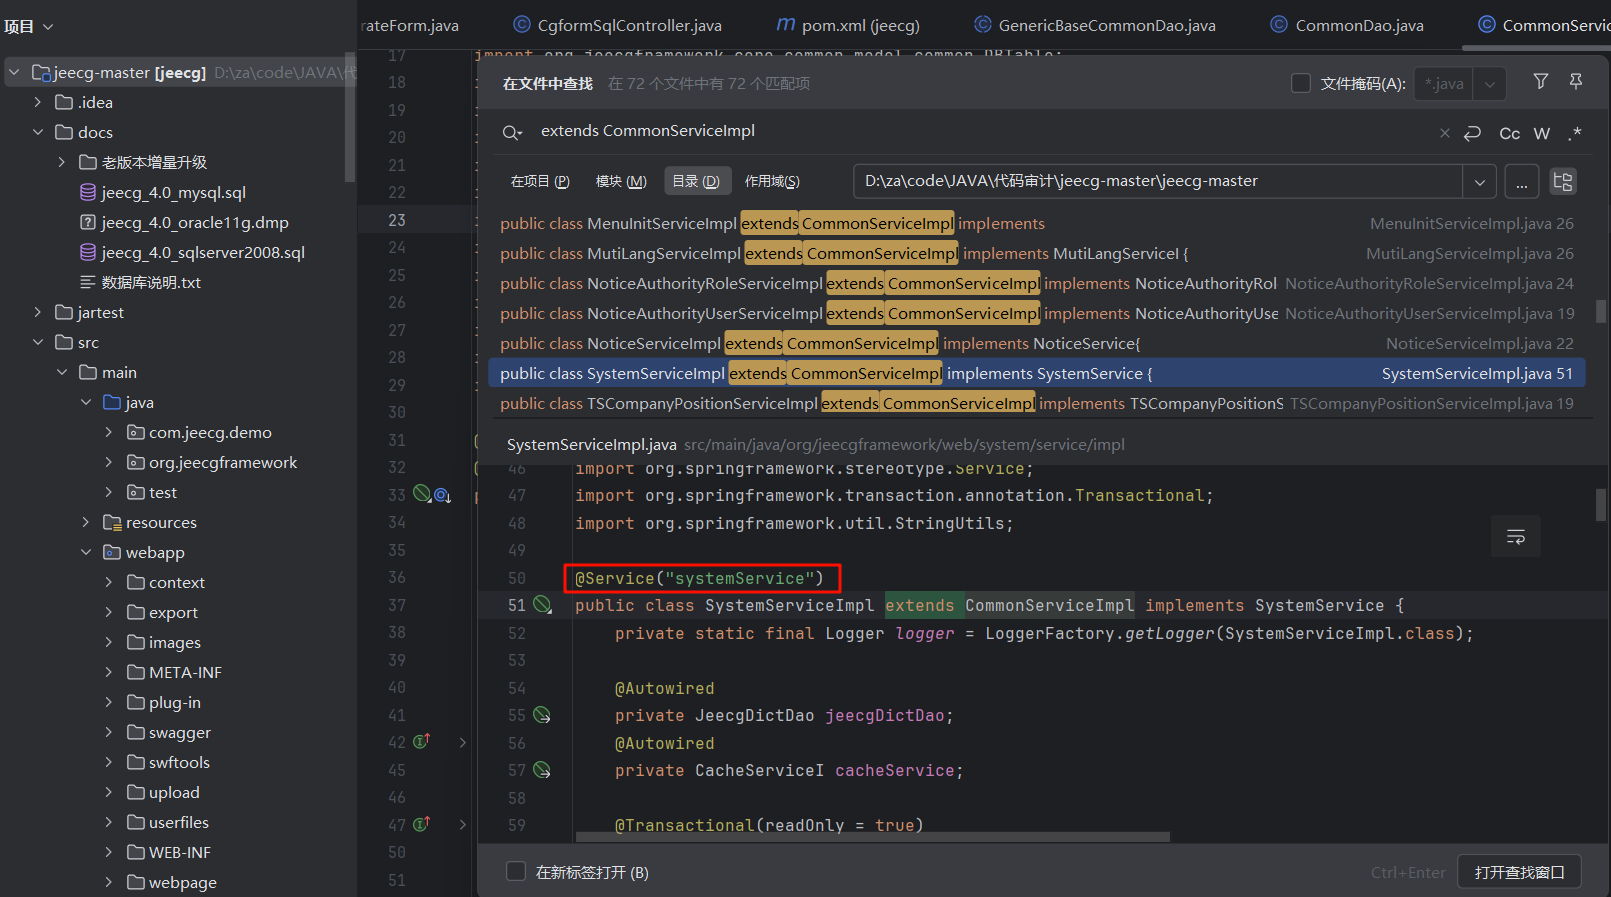 项目
rateForm.java
CgformSqlController.java
pom.xml (jeecg)
GenericBaseCommonDao.java
CommonDao.java
CommonServic
jeecg-master [jeecg] D:\za\code\JAVA\代
.idea
docs
老版本增量升级
jeecg_4.0_mysql.sql
jeecg_4.0_oracle11g.dmp
jeecg_4.0_sqlserver2008.sql
数据库说明.txt
jartest
src
main
java
com.jeecg.demo
org.jeecgframework
test
resources
webapp
context
export
images
META-INF
plug-in
swagger
swftools
upload
userfiles
WEB-INF
webpage
17 import org.jeecgframework.core.common.model.common.DBTable;
18
19
20
21
22
23
24
25
26
27
28
29
30
31
32
33
34
35
36
37
38
39
40
41
42
45
46
47
50
51
在文件中查找 在 72 个文件中有 72 个匹配项
文件掩码(A): *.java
extends CommonServiceImpl
Cc W .*
在项目 (P) 模块 (M) 目录 (D) 作用域(S) D:\za\code\JAVA\代码审计\jeecg-master\jeecg-master ...
public class MenuInitServiceImpl extends CommonServiceImpl implements MenuInitServiceImpl.java 26
public class MutiLangServiceImpl extends CommonServiceImpl implements MutiLangServiceI { MutiLangServiceImpl.java 26
public class NoticeAuthorityRoleServiceImpl extends CommonServiceImpl implements NoticeAuthorityRol NoticeAuthorityRoleServiceImpl.java 24
public class NoticeAuthorityUserServiceImpl extends CommonServiceImpl implements NoticeAuthorityUse NoticeAuthorityUserServiceImpl.java 19
public class NoticeServiceImpl extends CommonServiceImpl implements NoticeService{ NoticeServiceImpl.java 22
public class SystemServiceImpl extends CommonServiceImpl implements SystemService { SystemServiceImpl.java 51
public class TSCompanyPositionServiceImpl extends CommonServiceImpl implements TSCompanyPositionS TSCompanyPositionServiceImpl.java 19
SystemServiceImpl.java src/main/java/org/jeecgframework/web/system/service/impl
46 import org.springframework.stereotype.Service;
47 import org.springframework.transaction.annotation.Transactional;
48 import org.springframework.util.StringUtils;
49
50 @Service("systemService")
51 public class SystemServiceImpl extends CommonServiceImpl implements SystemService {
52 private static final Logger logger = LoggerFactory.getLogger(SystemServiceImpl.class);
53
54 @Autowired
55 private JeecgDictDao jeecgDictDao;
56 @Autowired
57 private CacheServiceI cacheService;
58
59 @Transactional(readOnly = true)
在新标签打开 (B)
Ctrl+Enter 打开查找窗口